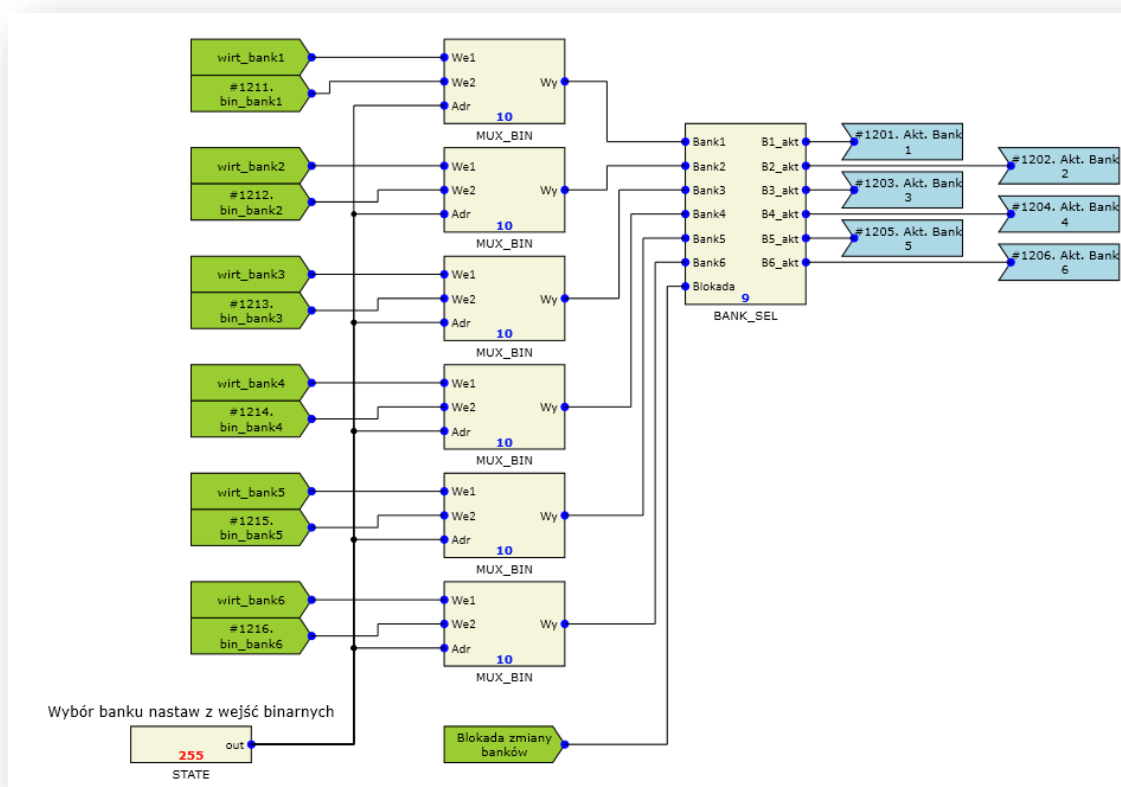 wirt_bank1
#1211.
bin_bank1
We1
We2
Adr
Wy
10
MUX_BIN
wirt_bank2
#1212.
bin_bank2
We1
We2
Adr
Wy
10
MUX_BIN
wirt_bank3
#1213.
bin_bank3
We1
We2
Adr
Wy
10
MUX_BIN
wirt_bank4
#1214.
bin_bank4
We1
We2
Adr
Wy
10
MUX_BIN
wirt_bank5
#1215.
bin_bank5
We1
We2
Adr
Wy
10
MUX_BIN
wirt_bank6
#1216.
bin_bank6
We1
We2
Adr
Wy
10
MUX_BIN
Bank1 B1_akt
Bank2 B2_akt
Bank3 B3_akt
Bank4 B4_akt
Bank5 B5_akt
Bank6 B6_akt
Blokada
9
BANK_SEL
#1201. Akt. Bank
1
#1202. Akt. Bank
2
#1203. Akt. Bank
3
#1204. Akt. Bank
4
#1205. Akt. Bank
5
#1206. Akt. Bank
6
Wybór banku nastaw z wejść binarnych
out
255
STATE
Blokada zmiany
banków